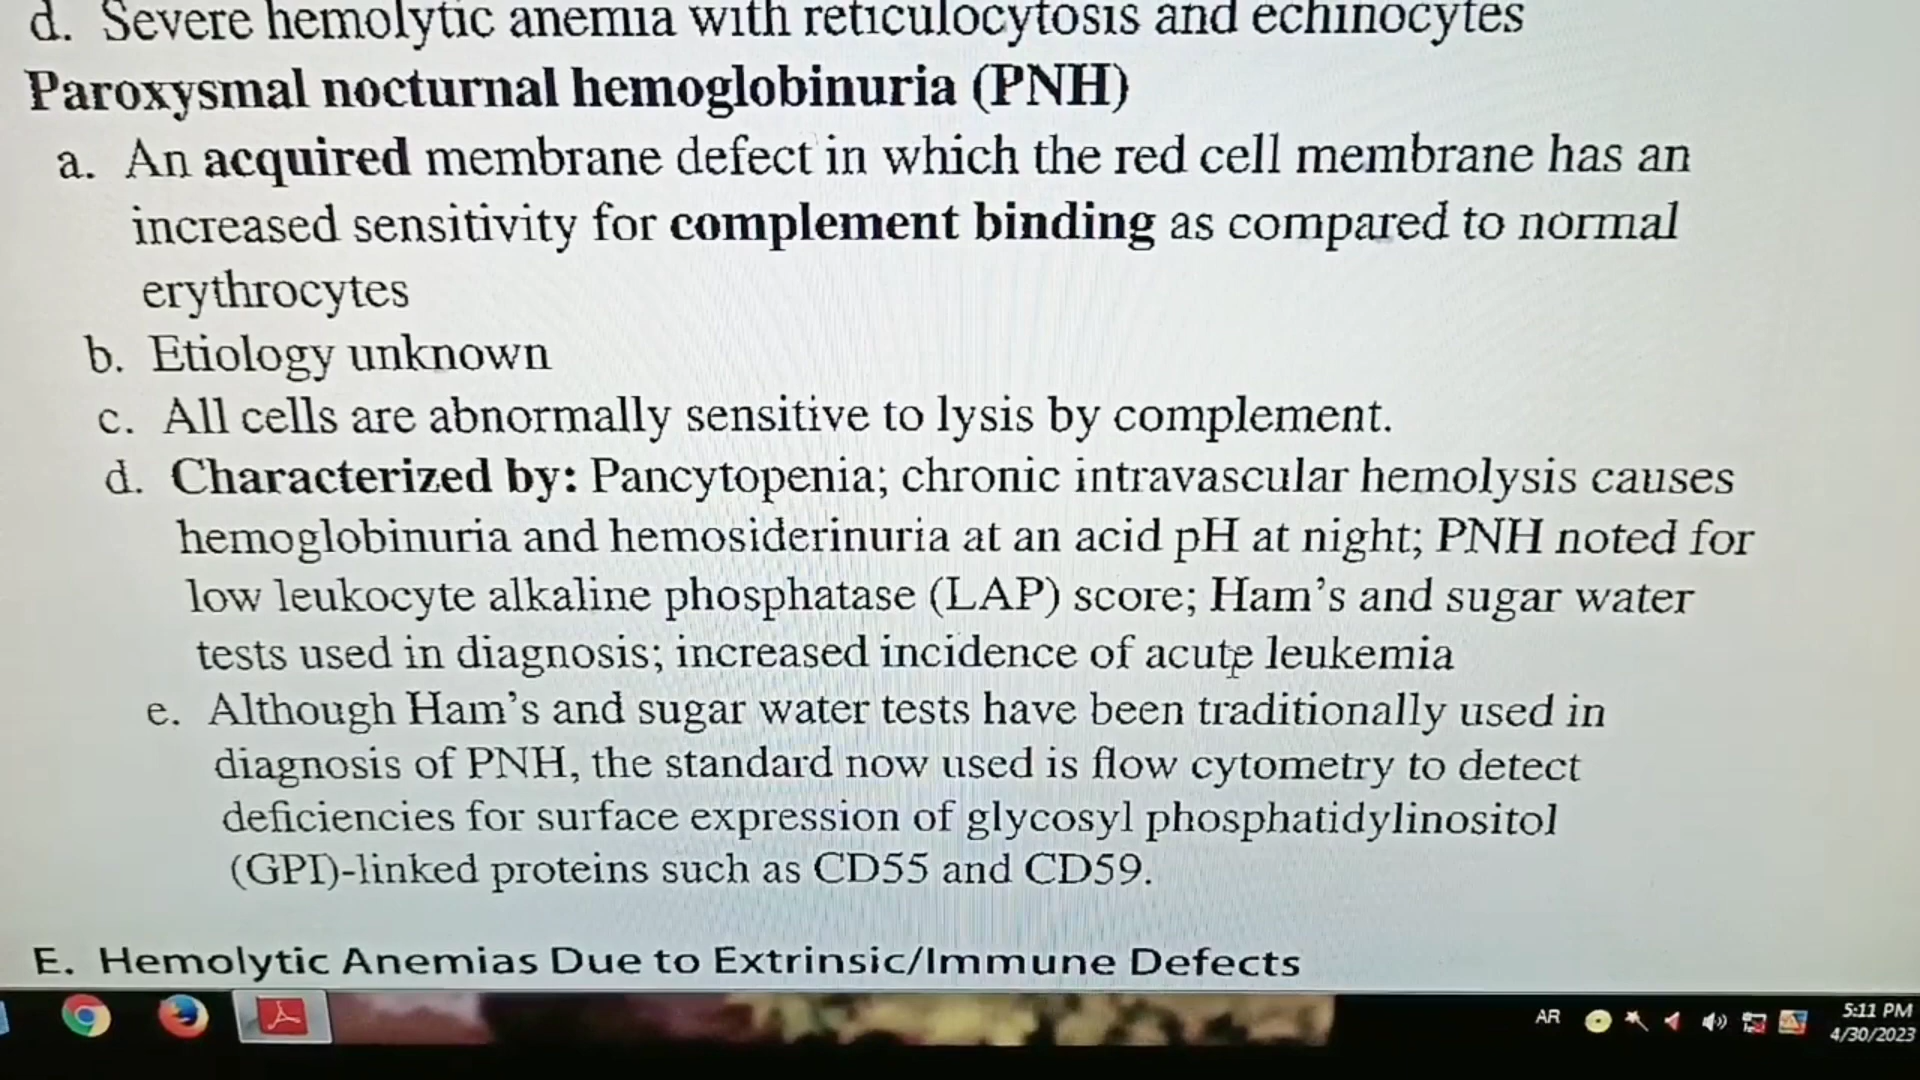 d. Severe hemolytic anemia with reticulocytosis and echinocytes
Paroxysmal nocturnal hemoglobinuria (PNH)
a. An acquired membrane defect in which the red cell membrane has an
increased sensitivity for complement binding as compared to normal
erythrocytes
b. Etiology unknown
c. All cells are abnormally sensitive to lysis by complement.
d. Characterized by: Pancytopenia; chronic intravascular hemolysis causes
hemoglobinuria and hemosiderinuria at an acid pH at night; PNH noted for
low leukocyte alkaline phosphatase (LAP) score; Ham's and sugar water
tests used in diagnosis; increased incidence of acute leukemia
e. Although Ham's and sugar water tests have been traditionally used in
diagnosis of PNH, the standard now used is flow cytometry to detect
deficiencies for surface expression of glycosyl phosphatidylinositol
(GPI)-linked proteins such as CD55 and CD59.
E. Hemolytic Anemias Due to Extrinsic/Immune Defects
AR
5:11 PM
4/30/2023